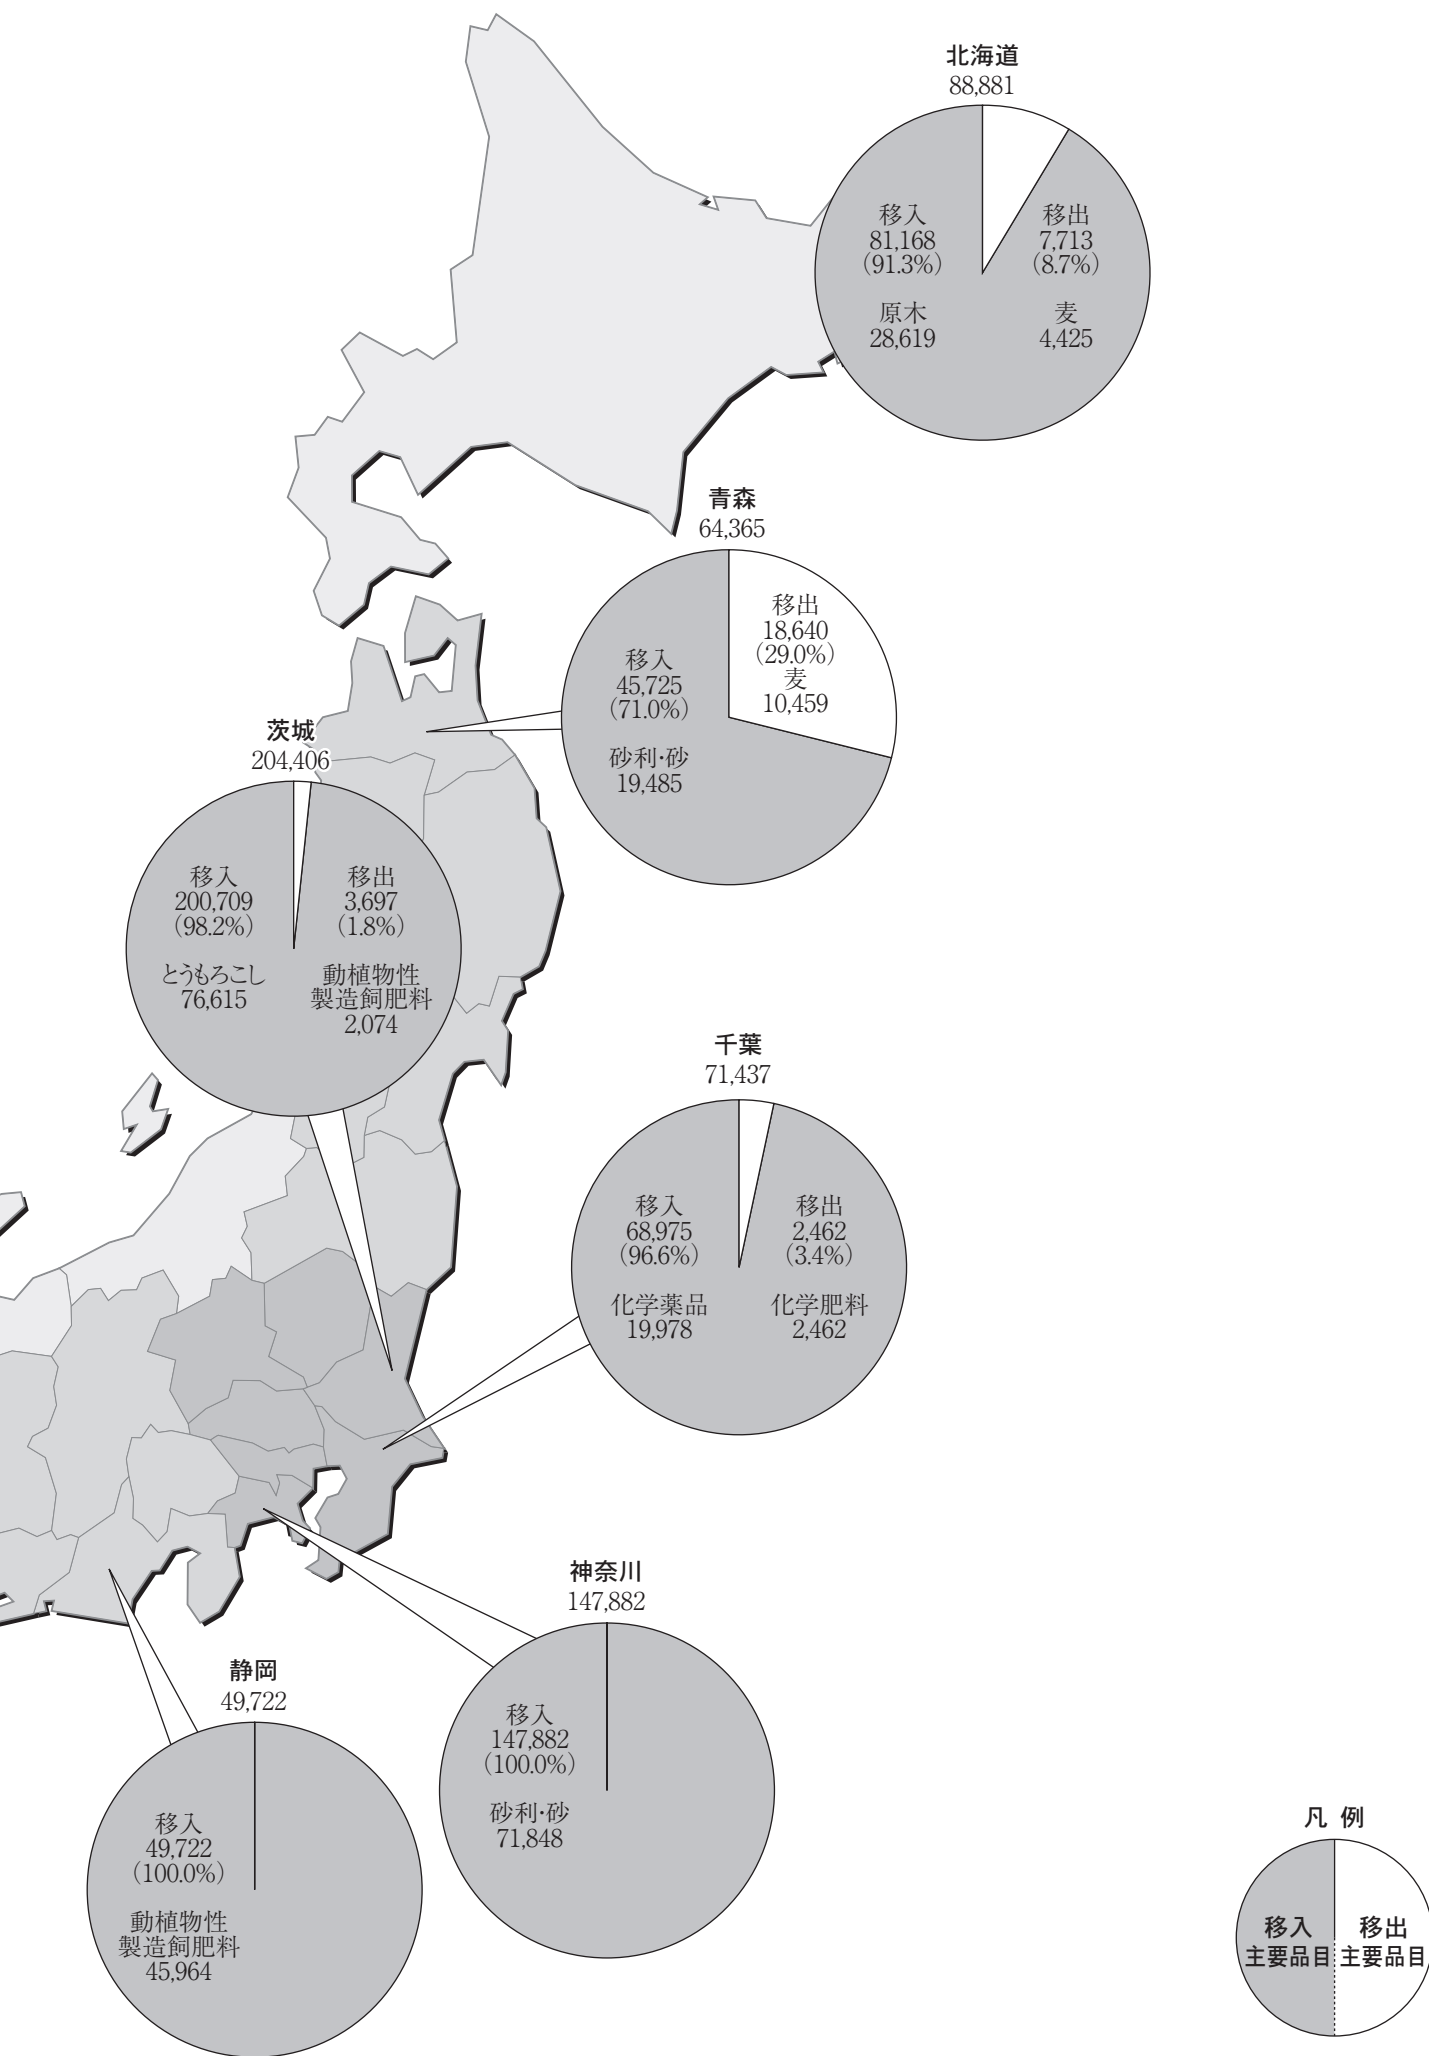 北海道
88,881
移入
81,168
(91.3%)
原木
28,619
移出
7,713
(8.7%)
麦
4,425
青森
64,365
移入
45,725
(71.0%)
砂利・砂
19,485
移出
18,640
(29.0%)
麦
10,459
茨城
204,406
移入
200,709
(98.2%)
とうもろこし
76,615
移出
3,697
(1.8%)
動植物性
製造飼肥料
2,074
千葉
71,437
移入
68,975
(96.6%)
化学薬品
19,978
移出
2,462
(3.4%)
化学肥料
2,462
神奈川
147,882
移入
147,882
(100.0%)
砂利・砂
71,848
静岡
49,722
移入
49,722
(100.0%)
動植物性
製造飼肥料
45,964
凡 例
移入
主要品目
移出
主要品目